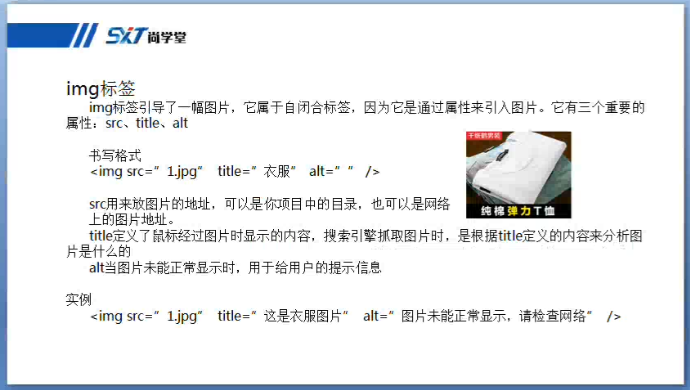 SXT尚学堂
img标签
img标签引导了一幅图片，它属于自闭合标签，因为它是通过属性来引入图片。它有三个重要的
属性：src、title、alt
书写格式
<img src=”1.jpg” title=”衣服” alt=”” />
干爸爸男装
纯棉弹力T恤
src用来放图片的地址，可以是你项目中的目录，也可以是网络
上的图片地址。
title定义了鼠标经过图片时显示的内容，搜索引擎抓取图片时，是根据title定义的内容来分析图
片是什么的
alt当图片未能正常显示时，用于给用户的提示信息
实例
<img src=”1.jpg” title=”这是衣服图片” alt=”图片未能正常显示，请检查网络” />